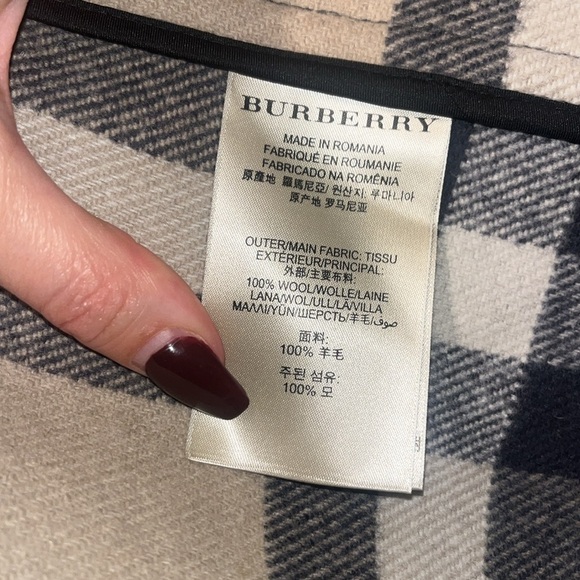 BURBERRY
MADE IN ROMANIA
FABRIQUÉ EN ROUMANIE
FABRICADO NA ROMÉNIA
原產地 羅馬尼亞/ 원산지: 루마니아
原产地 罗马尼亚
OUTER/MAIN FABRIC: TISSU
EXTÉRIEUR/PRINCIPAL:
外部/主要布料:
100% WOOL/WOLLE/LAINE
LANA/WOL/ULL/LÃ/VILLA
ΜΑΛΛΙ/YÜN/ШЕРСТЬ/羊毛/صوف
面料:
100% 羊毛
주된 섬유:
100% 모